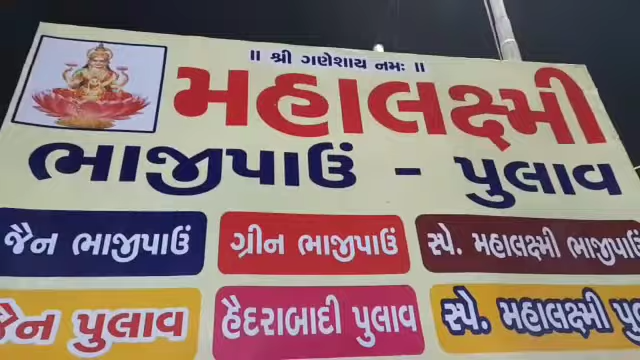 ॥ શ્રી ગણેશાય નમઃ ॥
મહાલક્ષ્મી
ભાજીપાઉં - પુલાવ
જૈન ભાજીપાઉં ગ્રીન ભાજીપાઉં સ્પે. મહાલક્ષ્મી ભાજીપાઉં
જૈન પુલાવ હૈદરાબાદી પુલાવ સ્પે. મહાલક્ષ્મી